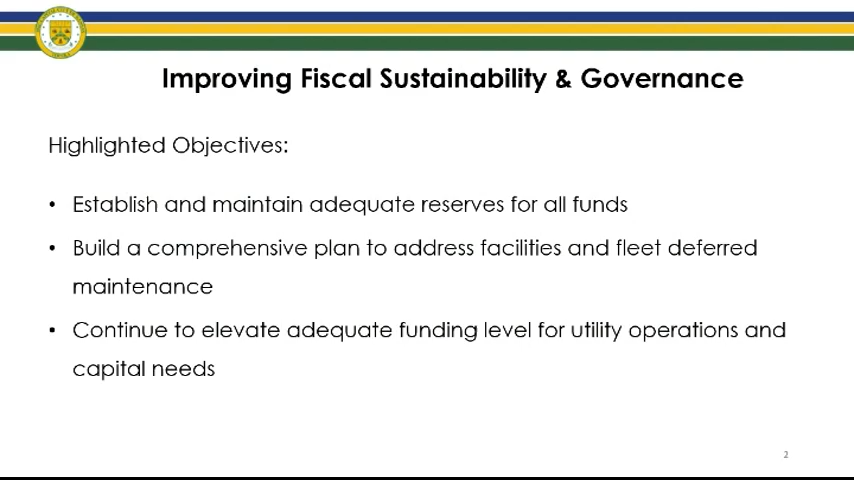 Improving Fiscal Sustainability & Governance
Highlighted Objectives:
• Establish and maintain adequate reserves for all funds
• Build a comprehensive plan to address facilities and fleet deferred
maintenance
• Continue to elevate adequate funding level for utility operations and
capital needs
2